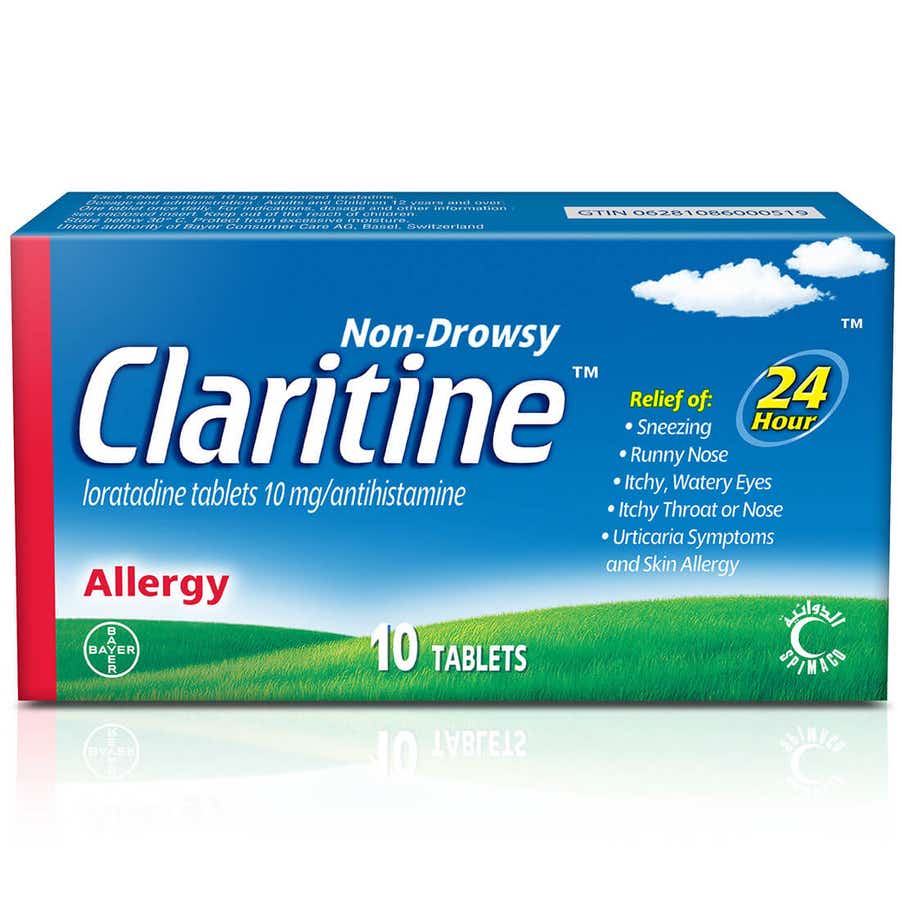 Each tablet contains 10 mg micronized loratadine.
Dosage and administration : Adults and Children 12 years and over:
One tablet once daily. For indications, dosage and other information :
see enclosed insert. Keep out of the reach of children
Store below 30° C, Protect from excessive moisture.
Under authority of Bayer Consumer Care AG, Basel, Switzerland
GTIN 06281086000519
Non-Drowsy
Claritine™
loratadine tablets 10 mg/antihistamine
™
24
Hour
Relief of:
• Sneezing
• Runny Nose
• Itchy, Watery Eyes
• Itchy Throat or Nose
• Urticaria Symptoms
and Skin Allergy
Allergy
BAYER
BAYER
10 TABLETS
الدوائية
SPIMACO